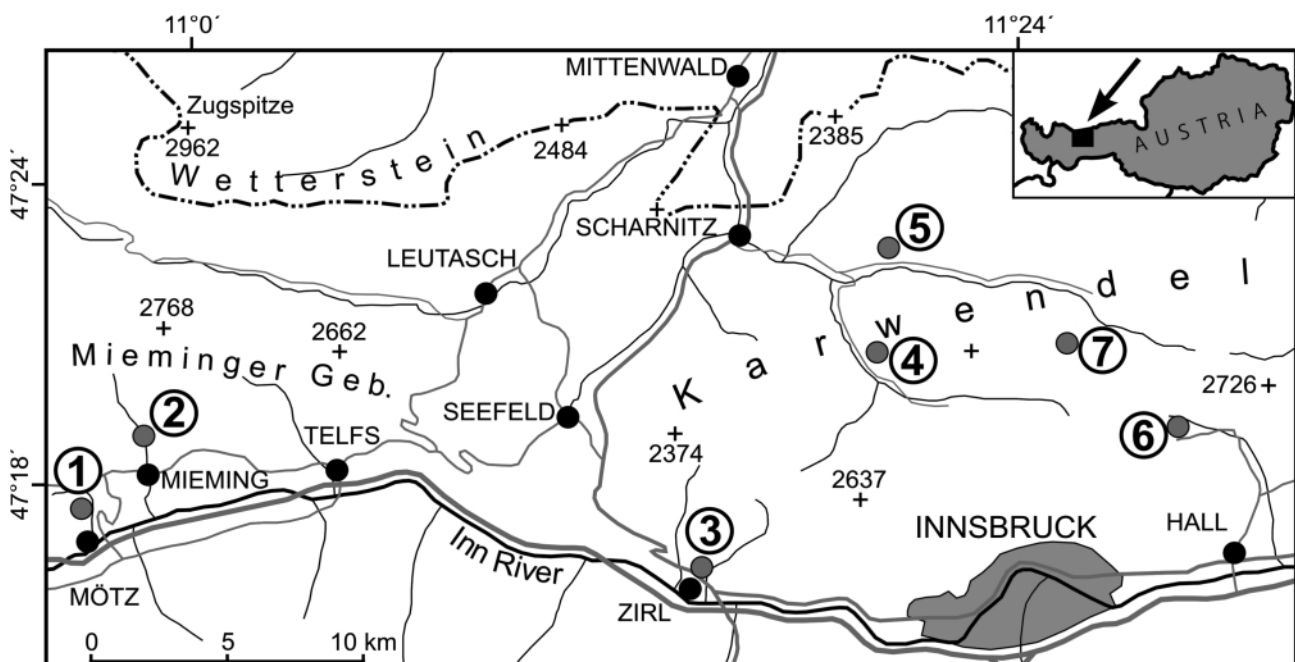 11°0´
11°24´
MITTENWALD
Zugspitze
2962
Wetterstein
2484
2385
AUSTRIA
47°24´
SCHARNITZ
5
LEUTASCH
Karwendel
2768
2662
Mieminger Geb.
4
7
2726
2
SEEFELD
TELFS
2374
6
1
MIEMING
47°18´
2637
3
INNSBRUCK
HALL
Inn River
MÖTZ
ZIRL
0 5 10 km